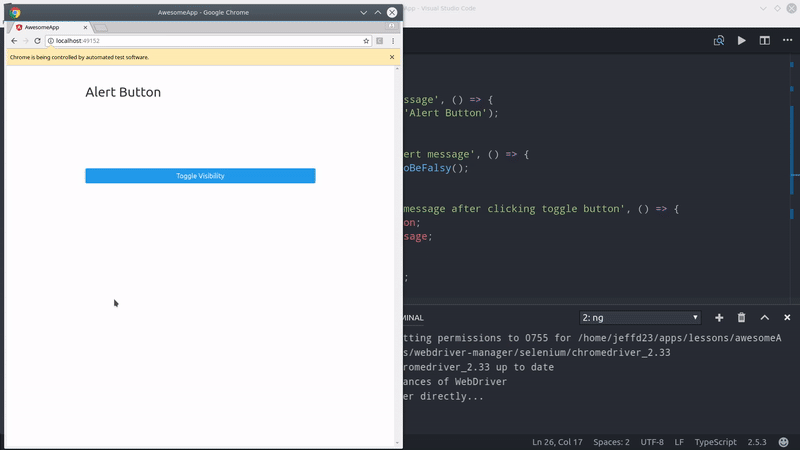 AwesomeApp - Google Chrome
App - Visual Studio Code
AwesomeApp
localhost:49152
Chrome is being controlled by automated test software.
Alert Button
Toggle Visibility
ssage', () => {
'Alert Button');
ert message', () => {
oBeFalsy();
message after clicking toggle button', () => {
on;
sage;
;
MINAL
2: ng
tting permissions to 0755 for /home/jeffd23/apps/lessons/awesomeA
s/webdriver-manager/selenium/chromedriver_2.33
romedriver_2.33 up to date
ances of WebDriver
er directly...
Ln 26, Col 17 Spaces: 2 UTF-8 LF TypeScript 2.5.3